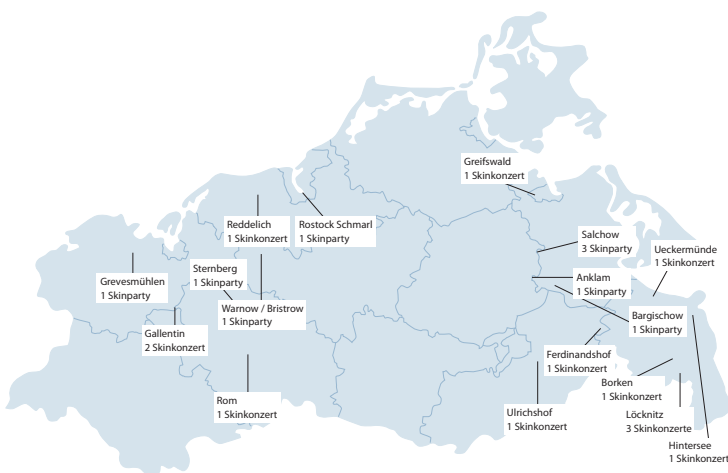 Greifswald
1 Skinkonzert
Reddelich
1 Skinkonzert
Rostock Schmarl
1 Skinparty
Salchow
3 Skinparty
Ueckermünde
1 Skinkonzert
Sternberg
1 Skinparty
Grevesmühlen
1 Skinparty
Anklam
1 Skinparty
Warnow / Bristrow
1 Skinparty
Bargischow
1 Skinparty
Gallentin
2 Skinkonzert
Ferdinandshof
1 Skinkonzert
Borken
1 Skinkonzert
Rom
1 Skinkonzert
Ulrichshof
1 Skinkonzert
Löcknitz
3 Skinkonzerte
Hintersee
1 Skinkonzert